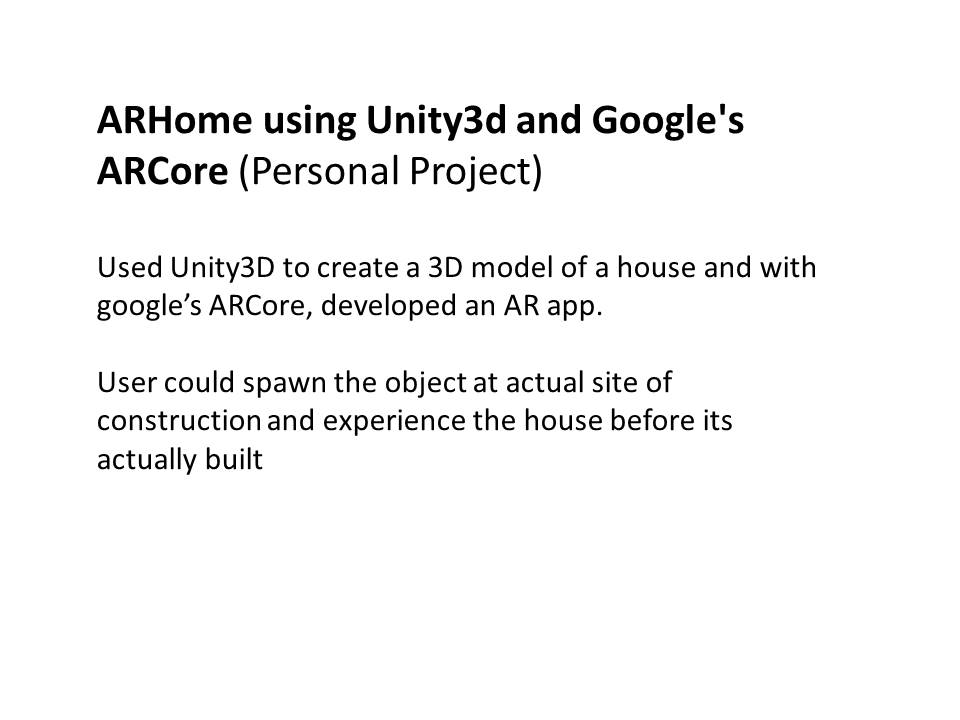 ARHome using Unity3d and Google's
ARCore (Personal Project)
Used Unity3D to create a 3D model of a house and with
google’s ARCore, developed an AR app.
User could spawn the object at actual site of
construction and experience the house before its
actually built